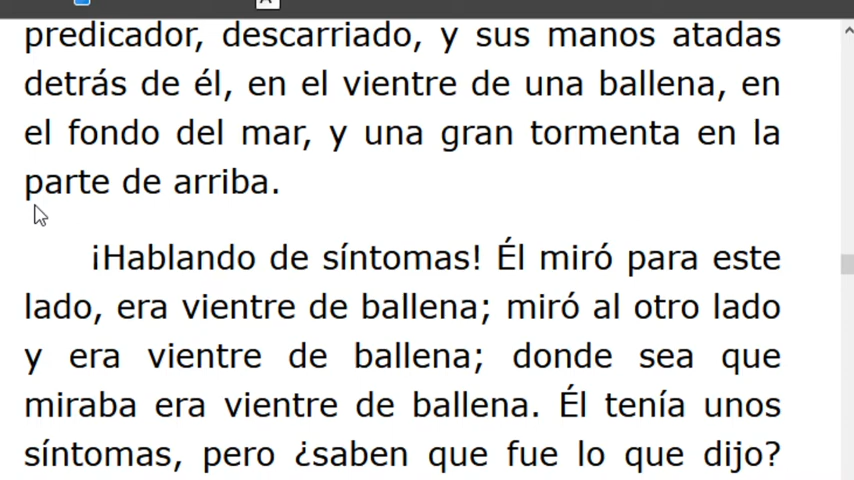 predicador, descarriado, y sus manos atadas
detrás de él, en el vientre de una ballena, en
el fondo del mar, y una gran tormenta en la
parte de arriba.
¡Hablando de síntomas! Él miró para este
lado, era vientre de ballena; miró al otro lado
y era vientre de ballena; donde sea que
miraba era vientre de ballena. Él tenía unos
síntomas, pero ¿saben que fue lo que dijo?